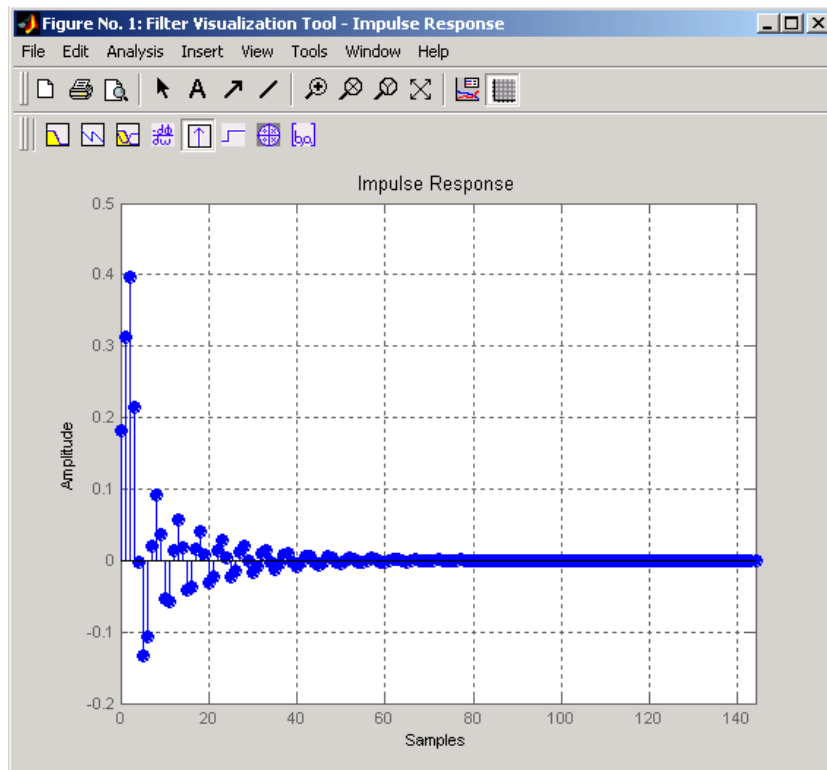 Figure No. 1: Filter Visualization Tool - Impulse Response
File Edit Analysis Insert View Tools Window Help
A
[b,a]
Impulse Response
0.5
0.4
0.3
0.2
0.1
0
-0.1
-0.2
Amplitude
0 20 40 60 80 100 120 140
Samples